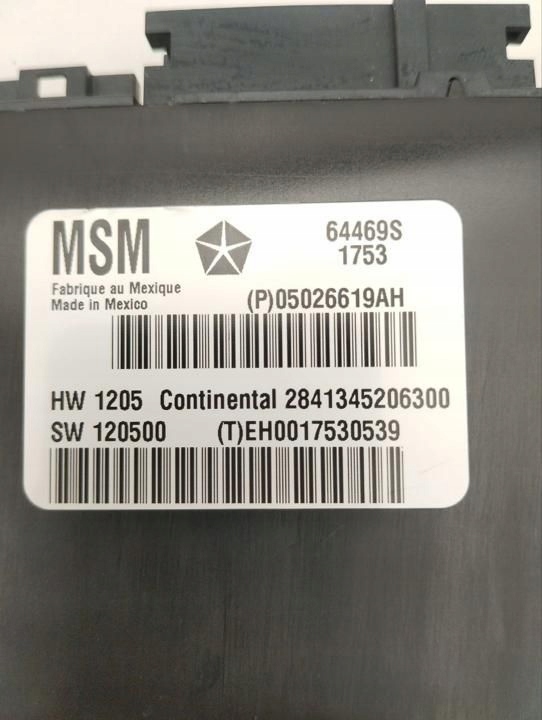 MSM
64469S
1753
Fabrique au Mexique
Made in Mexico
(P)05026619AH
HW 1205 Continental 2841345206300
SW 120500 (T)EH0017530539